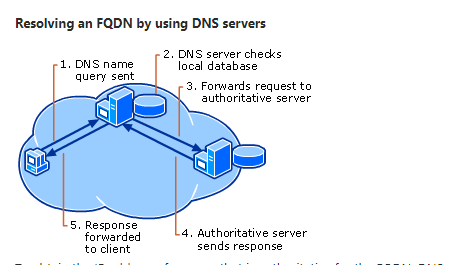 Resolving an FQDN by using DNS servers
1. DNS name
query sent
2. DNS server checks
local database
3. Forwards request to
authoritative server
4. Authoritative server
sends response
5. Response
forwarded
to client